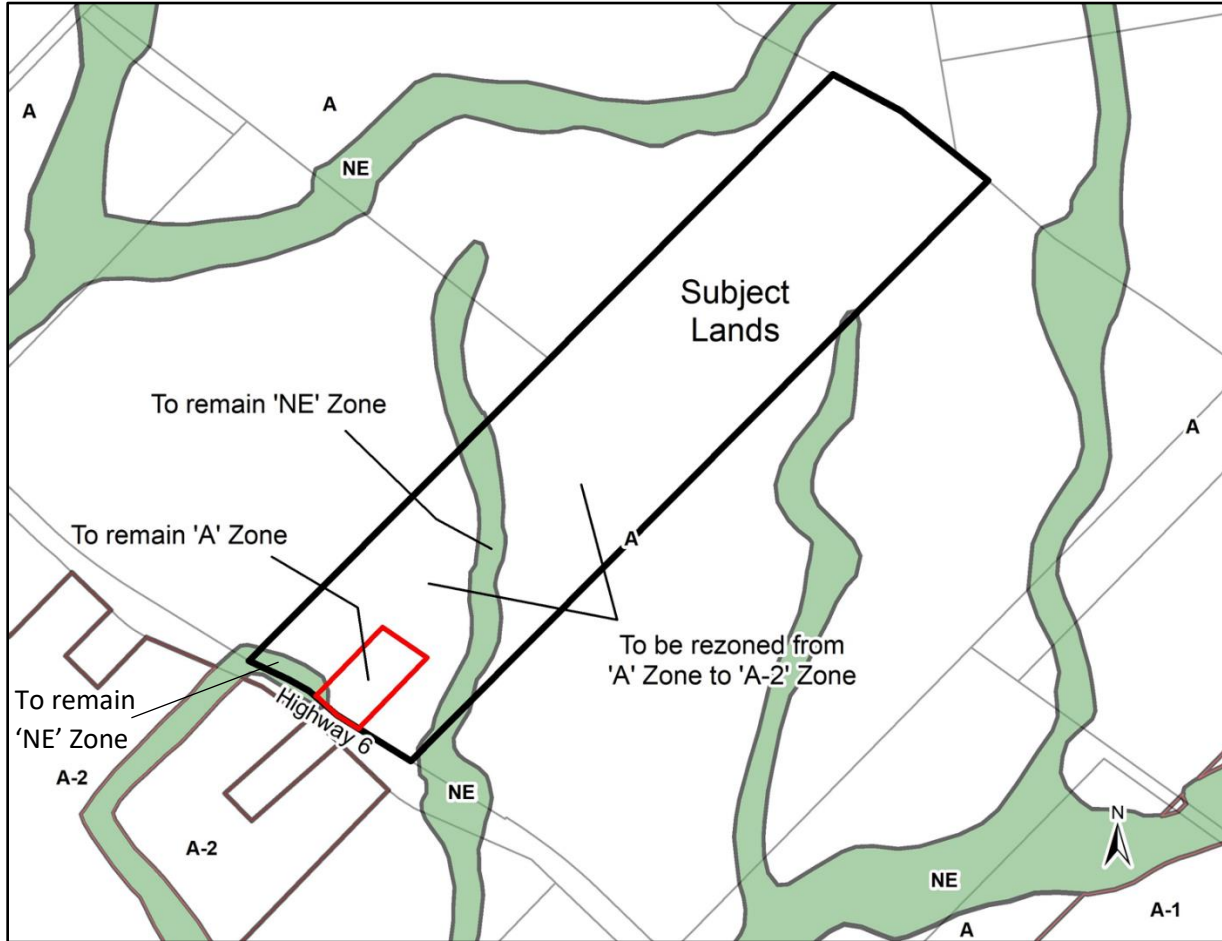 A
A
NE
Subject
Lands
To remain 'NE' Zone
A
To remain 'A' Zone
A
To be rezoned from
'A' Zone to 'A-2' Zone
To remain
‘NE’ Zone
Highway 6
A-2
NE
A-2
N
NE
A-1
A